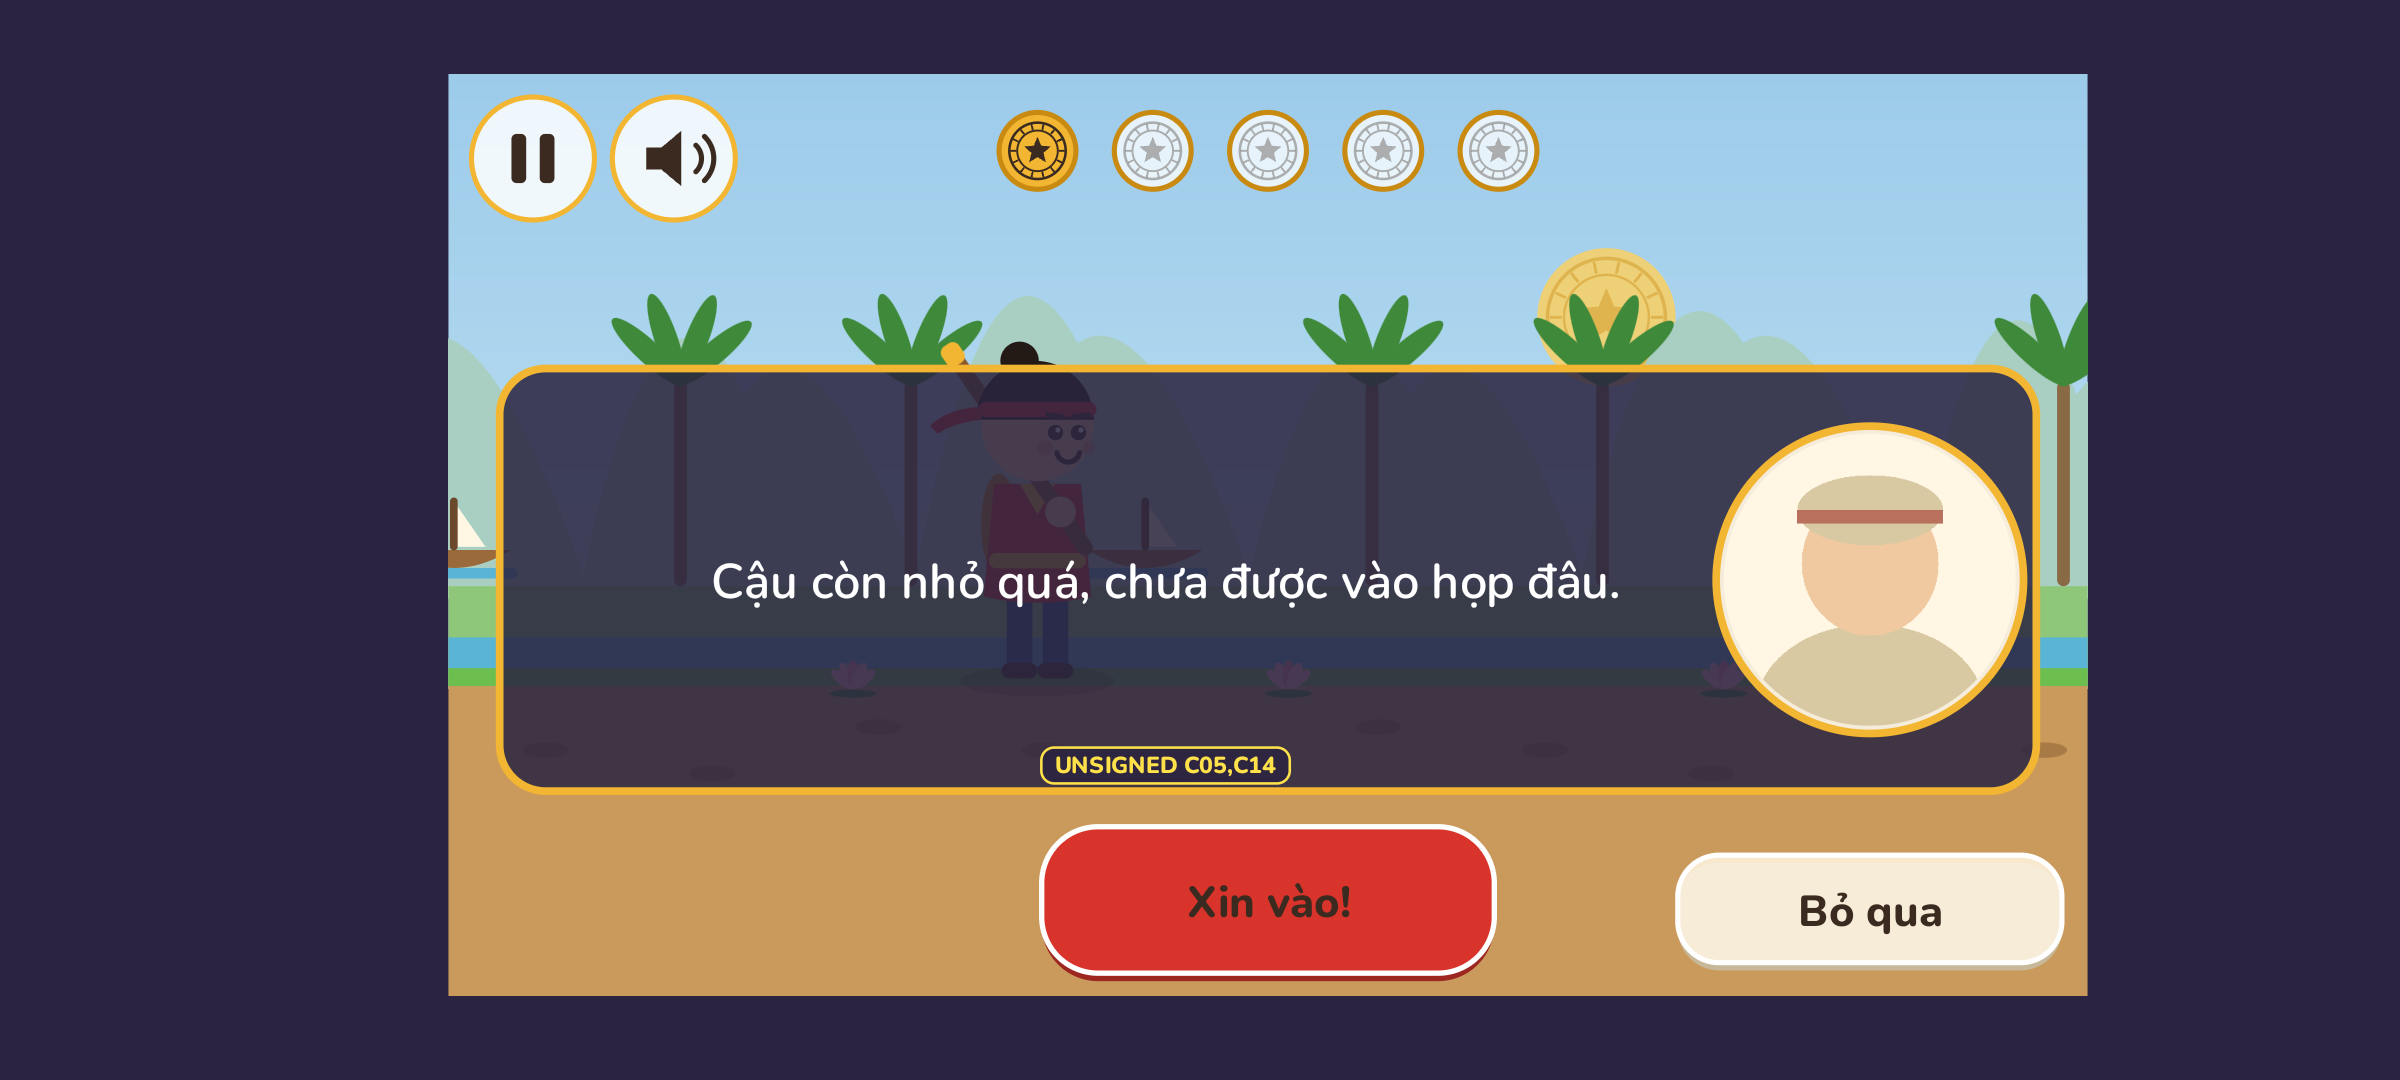 Cậu còn nhỏ quá, chưa được vào họp đâu.
UNSIGNED C05,C14
Xin vào!
Bỏ qua